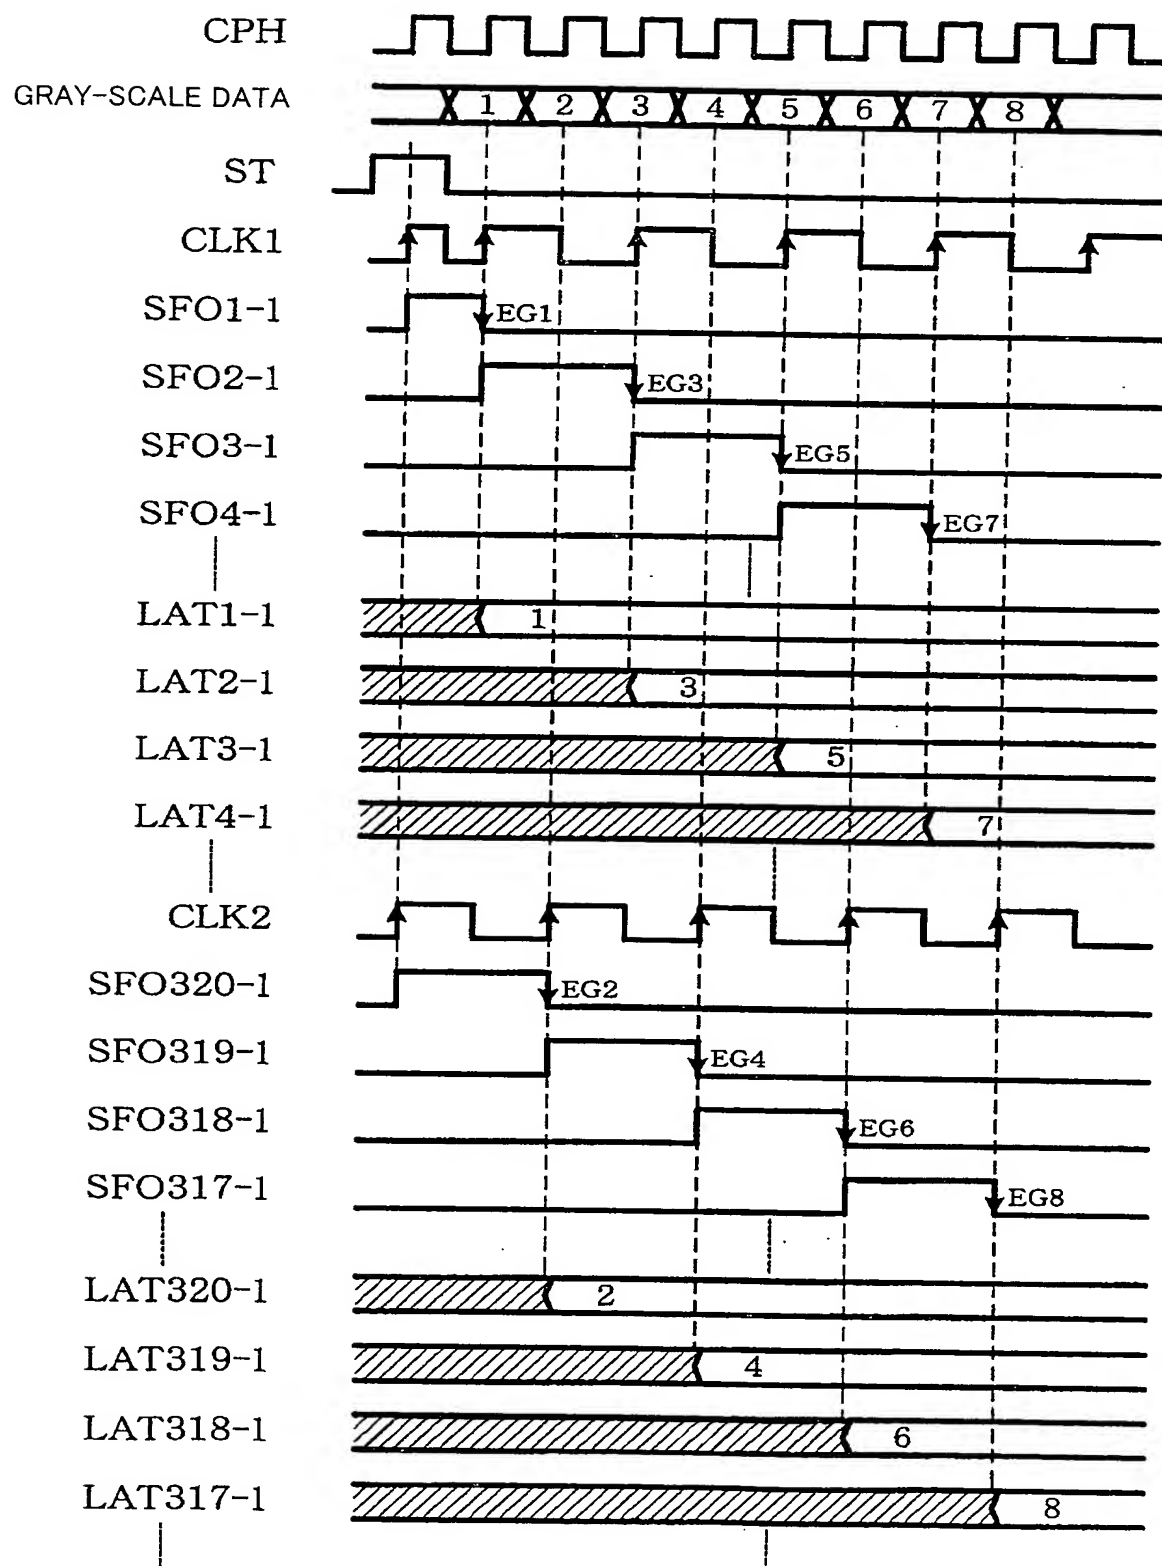 CPH
GRAY-SCALE DATA 1 2 3 4 5 6 7 8
ST
CLK1
SFO1-1 EG1
SFO2-1 EG3
SFO3-1 EG5
SFO4-1 EG7
LAT1-1 1
LAT2-1 3
LAT3-1 5
LAT4-1 7
CLK2
SFO320-1 EG2
SFO319-1 EG4
SFO318-1 EG6
SFO317-1 EG8
LAT320-1 2
LAT319-1 4
LAT318-1 6
LAT317-1 8